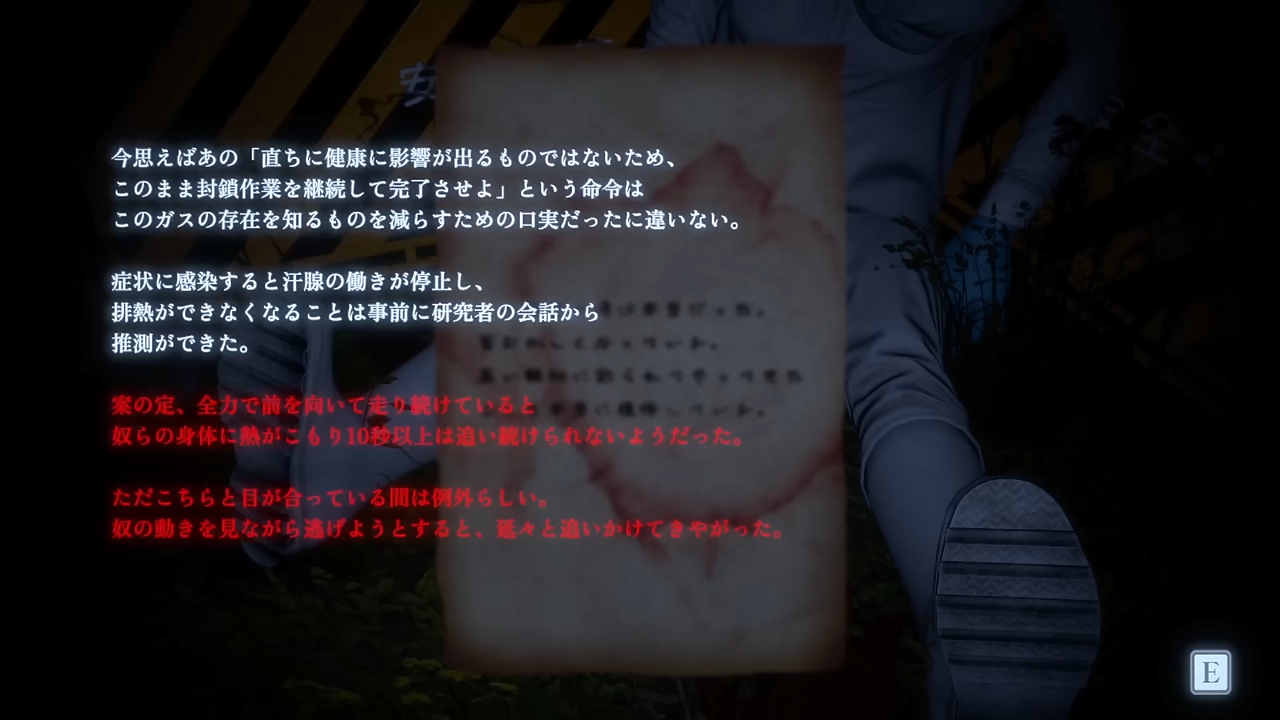 今思えばあの「直ちに健康に影響が出るものではないため、
このまま封鎖作業を継続して完了させよ」という命令は
このガスの存在を知るものを減らすための口実だったに違いない。
症状に感染すると汗腺の働きが停止し、
排熱ができなくなることは事前に研究者の会話から
推測ができた。
案の定、全力で前を向いて走り続けていると
奴らの身体に熱がこもり10秒以上は追い続けられないようだった。
ただこちらと目が合っている間は例外らしい。
奴の動きを見ながら逃げようとすると、延々と追いかけてきやがった。
安
全
E